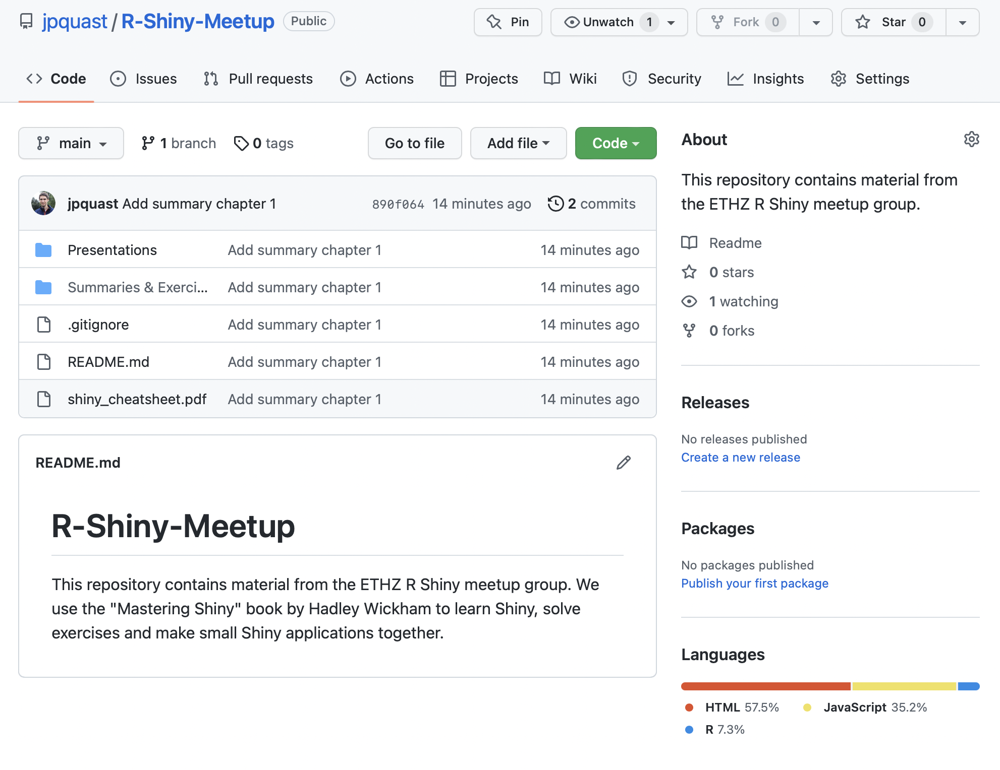 jpquast / R-Shiny-Meetup Public Pin Unwatch 1 Fork 0 Star 0
Code Issues Pull requests Actions Projects Wiki Security Insights Settings
main 1 branch 0 tags Go to file Add file Code
jpquast Add summary chapter 1 890f064 14 minutes ago 2 commits
Presentations Add summary chapter 1 14 minutes ago
Summaries & Exerci... Add summary chapter 1 14 minutes ago
.gitignore Add summary chapter 1 14 minutes ago
README.md Add summary chapter 1 14 minutes ago
shiny_cheatsheet.pdf Add summary chapter 1 14 minutes ago
README.md
R-Shiny-Meetup
This repository contains material from the ETHZ R Shiny meetup group. We
use the "Mastering Shiny" book by Hadley Wickham to learn Shiny, solve
exercises and make small Shiny applications together.
About
This repository contains material from
the ETHZ R Shiny meetup group.
Readme
0 stars
1 watching
0 forks
Releases
No releases published
Create a new release
Packages
No packages published
Publish your first package
Languages
HTML 57.5% JavaScript 35.2%
R 7.3%